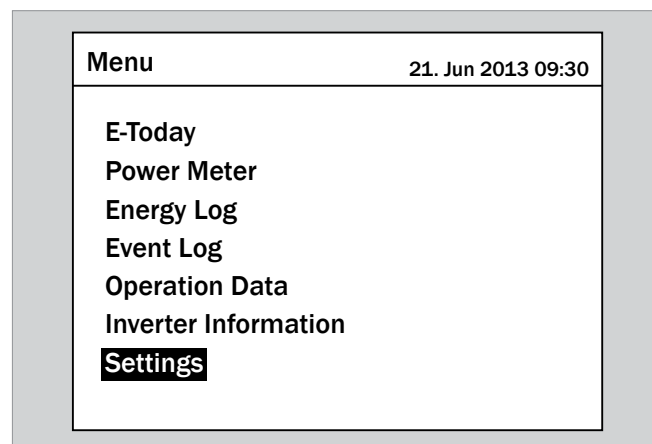 Menu
21. Jun 2013 09:30
E-Today
Power Meter
Energy Log
Event Log
Operation Data
Inverter Information
Settings